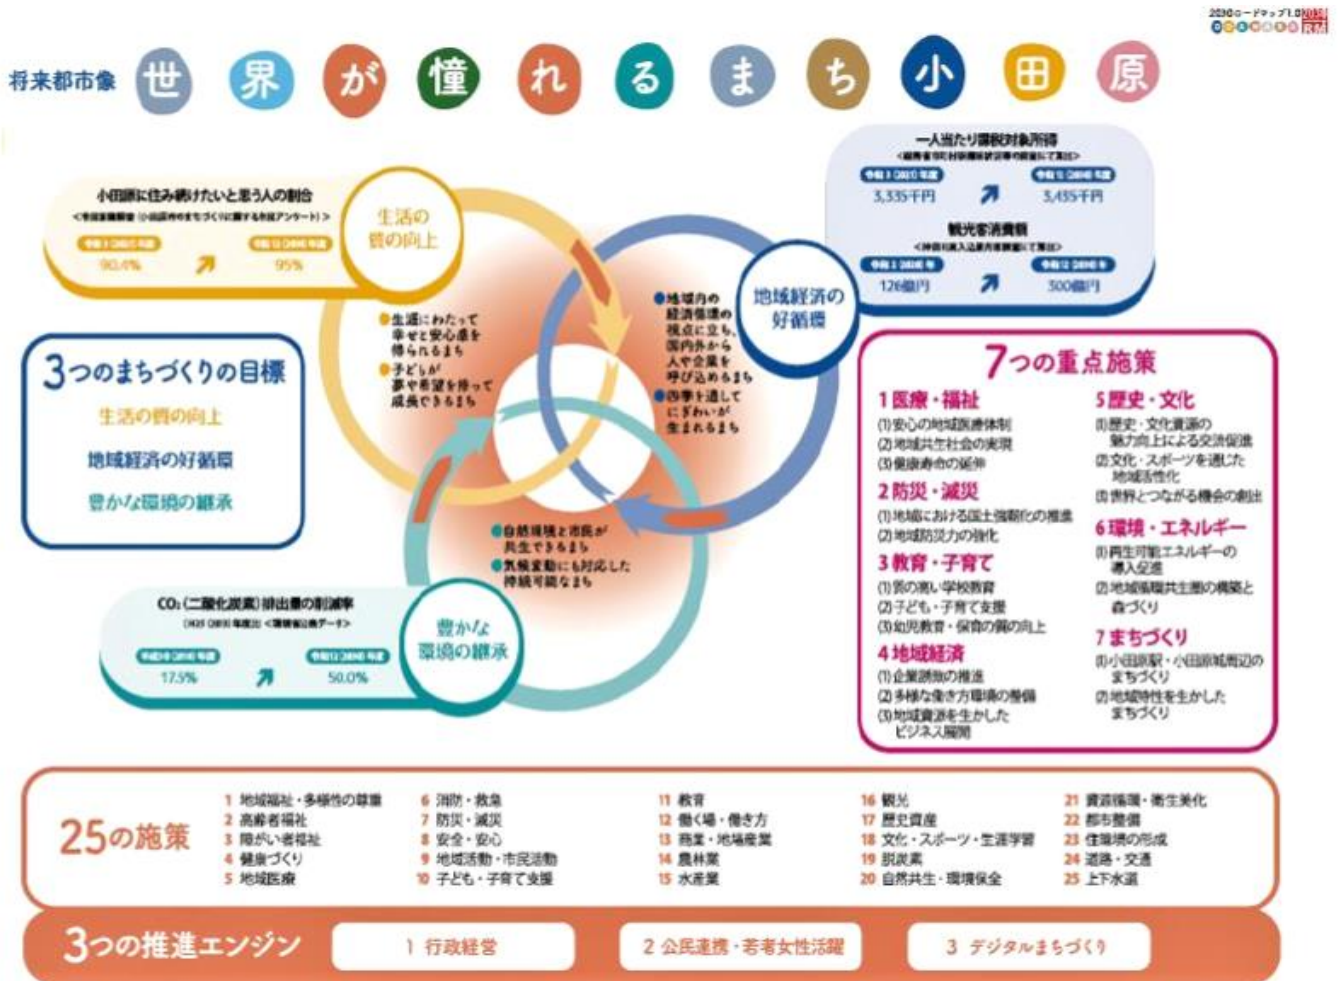 2030ロードマップ1.0
将来都市像 世界が憧れるまち小田原
小田原に住み続けたいと思う人の割合
90.4%
95%
生活の
質の向上
一人当たり課税対象所得
3,335千円
3,435千円
観光客消費額
126億円
300億円
地域経済の
好循環
3つのまちづくりの目標
生活の質の向上
地域経済の好循環
豊かな環境の継承
生涯にわたって
幸せと安心感を
得られるまち
子どもが
夢や希望を持って
成長できるまち
地域内の
経済循環の
視点に立ち、
国内外から
人や企業を
呼び込めるまち
四季を通して
にぎわいが
生まれるまち
自然環境と市民が
共生できるまち
気候変動にも対応した
持続可能なまち
CO₂(二酸化炭素)排出量の削減率
17.5%
50.0%
豊かな
環境の継承
7つの重点施策
1 医療・福祉
(1)安心の地域医療体制
(2)地域共生社会の実現
(3)健康寿命の延伸
2 防災・減災
(1)地域における国土強靭化の推進
(2)地域防災力の強化
3 教育・子育て
(1)質の高い学校教育
(2)子ども・子育て支援
(3)幼児教育・保育の質の向上
4 地域経済
(1)企業誘致の推進
(2)多様な働き方環境の整備
(3)地域資源を生かした
ビジネス展開
5 歴史・文化
(1)歴史・文化資源の
魅力向上による交流促進
(2)文化・スポーツを通じた
地域活性化
(3)世界とつながる機会の創出
6 環境・エネルギー
(1)再生可能エネルギーの
導入促進
(2)地域循環共生圏の構築と
森づくり
7 まちづくり
(1)小田原駅・小田原城周辺の
まちづくり
(2)地域特性を生かした
まちづくり
25の施策
1 地域福祉・多様性の尊重
2 高齢者福祉
3 障がい者福祉
4 健康づくり
5 地域医療
6 消防・救急
7 防災・減災
8 安全・安心
9 地域活動・市民活動
10 子ども・子育て支援
11 教育
12 働く場・働き方
13 商業・地場産業
14 農林業
15 水産業
16 観光
17 歴史資産
18 文化・スポーツ・生涯学習
19 脱炭素
20 自然共生・環境保全
21 資源循環・衛生美化
22 都市整備
23 住環境の形成
24 道路・交通
25 上下水道
3つの推進エンジン
1 行政経営
2 公民連携・若者女性活躍
3 デジタルまちづくり